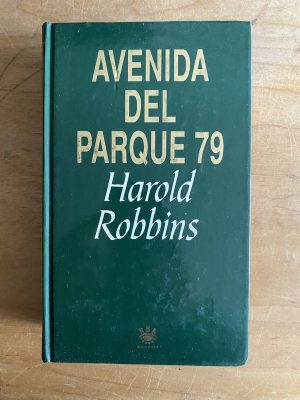 AVENIDA
DEL
PARQUE 79
Harold
Robbins